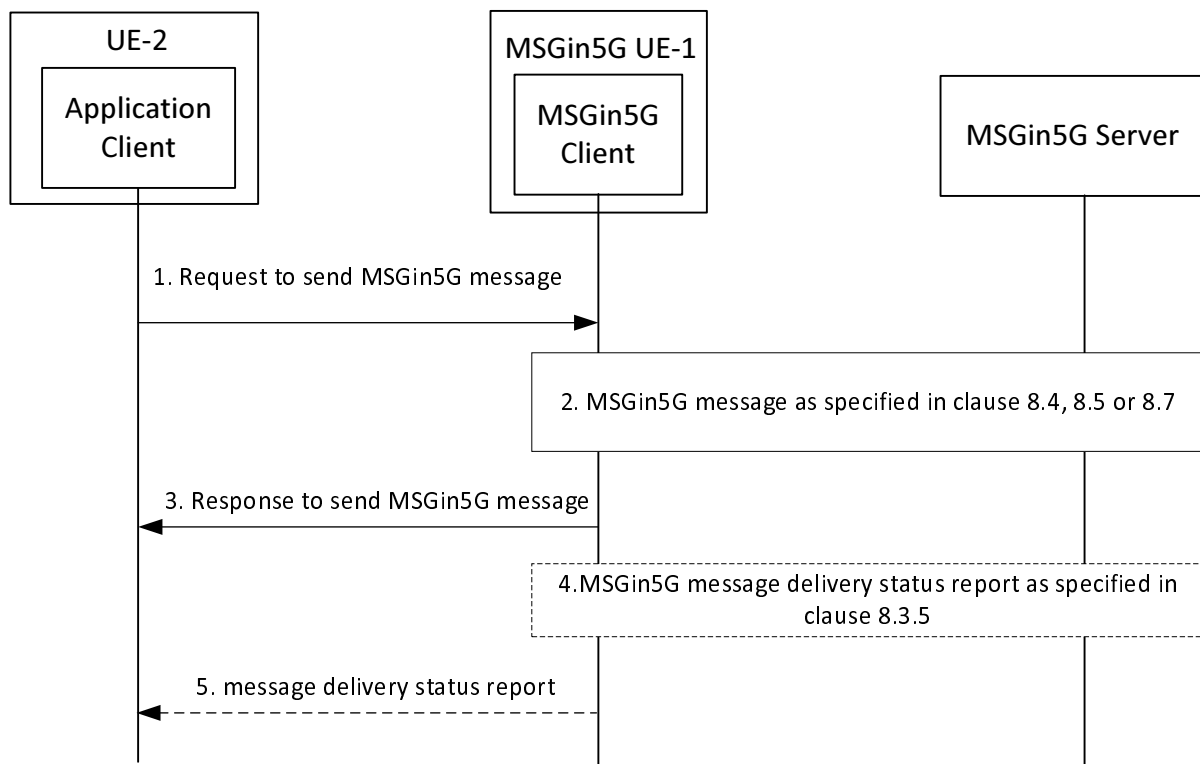 UE-2
Application
Client
MSGin5G UE-1
MSGin5G
Client
MSGin5G Server
1. Request to send MSGin5G message
2. MSGin5G message as specified in clause 8.4, 8.5 or 8.7
3. Response to send MSGin5G message
4.MSGin5G message delivery status report as specified in
clause 8.3.5
5. message delivery status report